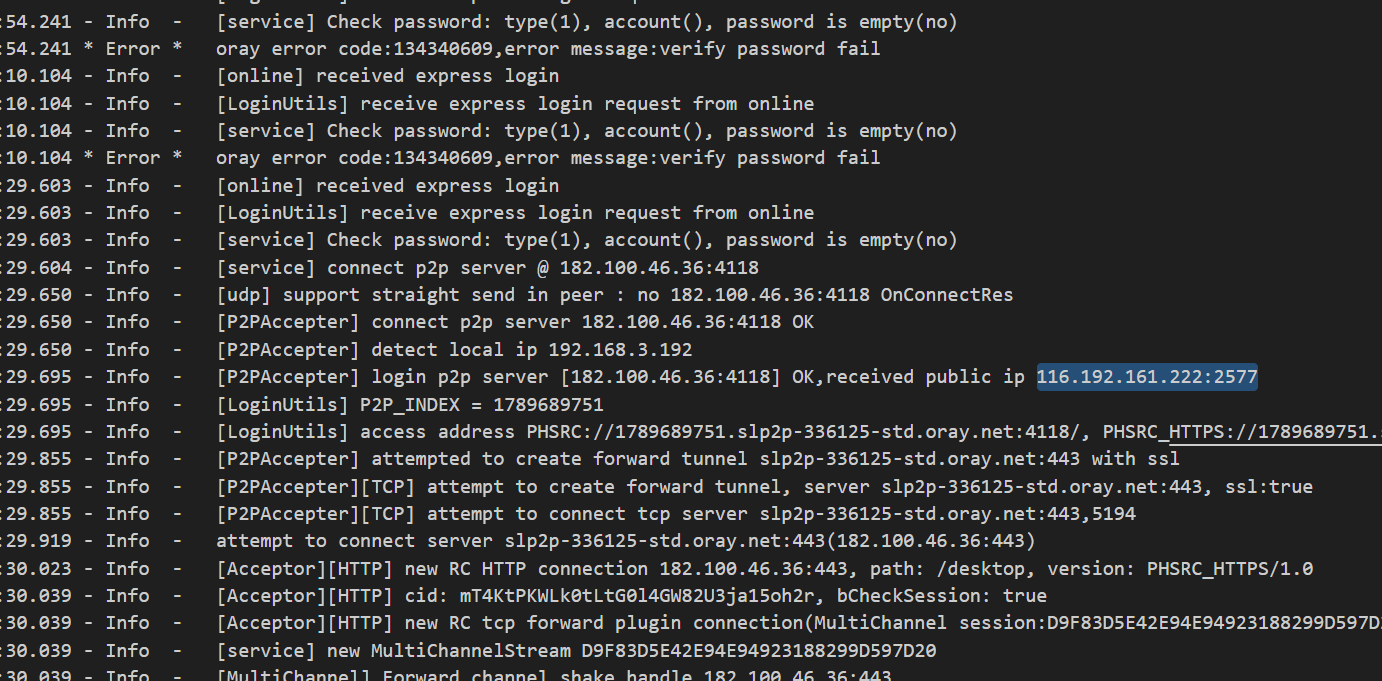 :54.241 - Info - [service] Check password: type(1), account(), password is empty(no)
:54.241 * Error * oray error code:134340609,error message:verify password fail
:10.104 - Info - [online] received express login
:10.104 - Info - [LoginUtils] receive express login request from online
:10.104 - Info - [service] Check password: type(1), account(), password is empty(no)
:10.104 * Error * oray error code:134340609,error message:verify password fail
:29.603 - Info - [online] received express login
:29.603 - Info - [LoginUtils] receive express login request from online
:29.603 - Info - [service] Check password: type(1), account(), password is empty(no)
:29.604 - Info - [service] connect p2p server @ 182.100.46.36:4118
:29.650 - Info - [udp] support straight send in peer : no 182.100.46.36:4118 OnConnectRes
:29.650 - Info - [P2PAccepter] connect p2p server 182.100.46.36:4118 OK
:29.650 - Info - [P2PAccepter] detect local ip 192.168.3.192
:29.695 - Info - [P2PAccepter] login p2p server [182.100.46.36:4118] OK,received public ip 116.192.161.222:2577
:29.695 - Info - [LoginUtils] P2P_INDEX = 1789689751
:29.695 - Info - [LoginUtils] access address PHSRC://1789689751.slp2p-336125-std.oray.net:4118/, PHSRC_HTTPS://1789689751.
:29.855 - Info - [P2PAccepter] attempted to create forward tunnel slp2p-336125-std.oray.net:443 with ssl
:29.855 - Info - [P2PAccepter][TCP] attempt to create forward tunnel, server slp2p-336125-std.oray.net:443, ssl:true
:29.855 - Info - [P2PAccepter][TCP] attempt to connect tcp server slp2p-336125-std.oray.net:443,5194
:29.919 - Info - attempt to connect server slp2p-336125-std.oray.net:443(182.100.46.36:443)
:30.023 - Info - [Acceptor][HTTP] new RC HTTP connection 182.100.46.36:443, path: /desktop, version: PHSRC_HTTPS/1.0
:30.039 - Info - [Acceptor][HTTP] cid: mT4KtPKWLk0tLtG0l4GW82U3ja15oh2r, bCheckSession: true
:30.039 - Info - [Acceptor][HTTP] new RC tcp forward plugin connection(MultiChannel session:D9F83D5E42E94E94923188299D597D
:30.039 - Info - [service] new MultiChannelStream D9F83D5E42E94E94923188299D597D20
:30.039 - Info - [MultiChannel] Forward channel shake handle 182.100.46.36:443